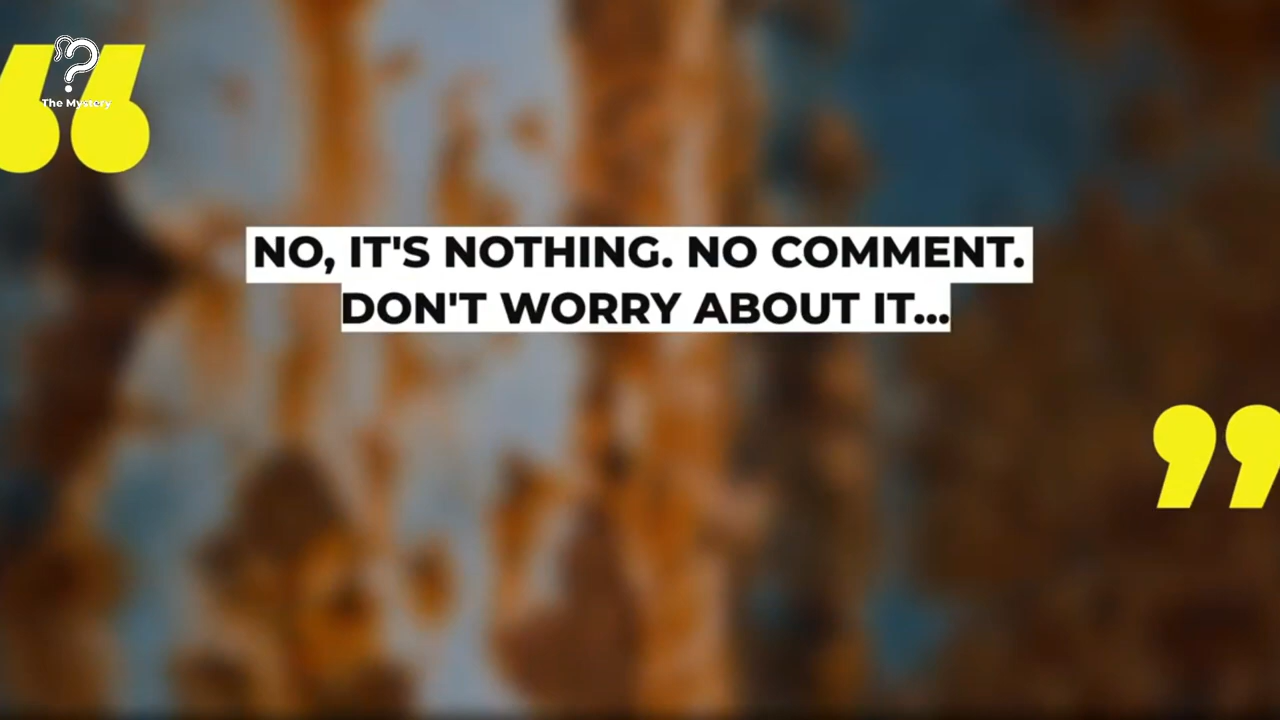 The Mystery
NO, IT'S NOTHING. NO COMMENT.
DON'T WORRY ABOUT IT...